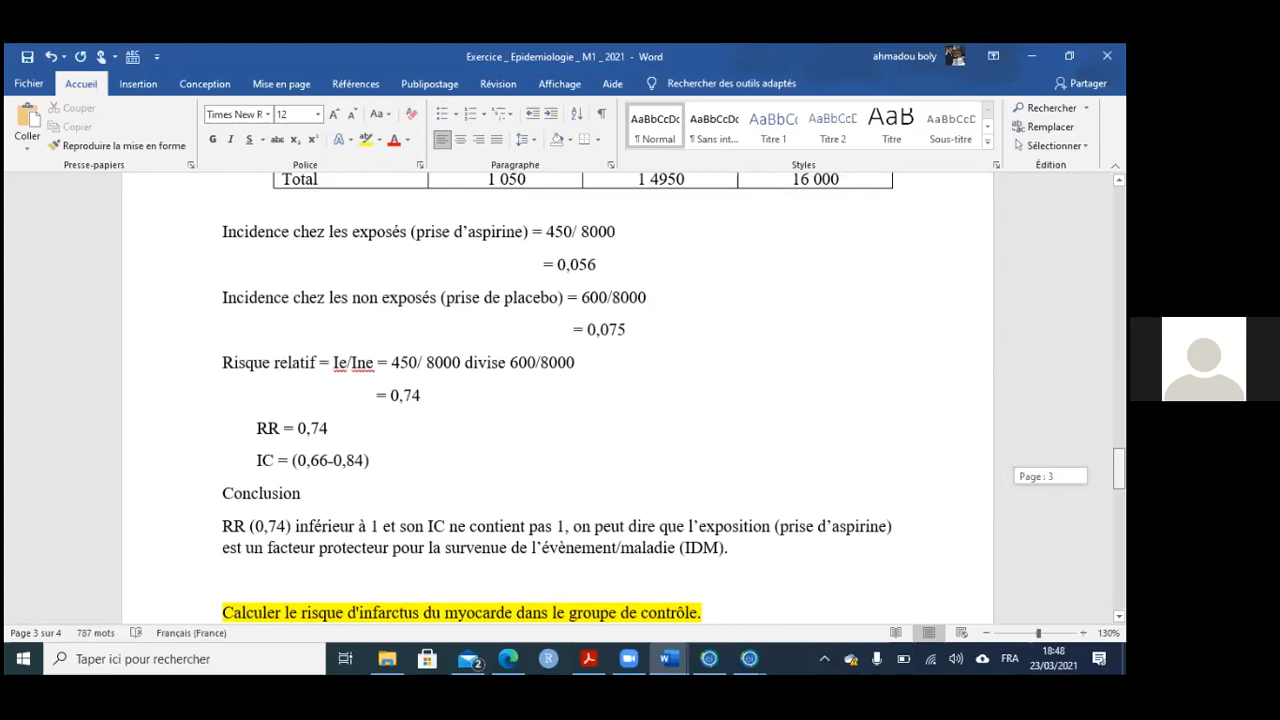 Exercice _ Epidemiologie _ M1 _ 2021 - Word
ahmadou boly
Fichier Accueil Insertion Conception Mise en page Références Publipostage Révision Affichage Aide Rechercher des outils adaptés Partager
Coller
Couper
Copier
Reproduire la mise en forme
Presse-papiers
Times New R 12
Police
Paragraphe
AaBbCcDc AaBbCcDc AaBbCc AaBbCcD AaB AaBbCcD
¶ Normal ¶ Sans int... Titre 1 Titre 2 Titre Sous-titre
Styles
Rechercher
Remplacer
Sélectionner
Édition
Total 1 050 1 4950 16 000
Incidence chez les exposés (prise d’aspirine) = 450/ 8000
= 0,056
Incidence chez les non exposés (prise de placebo) = 600/8000
= 0,075
Risque relatif = Ie/Ine = 450/ 8000 divise 600/8000
= 0,74
RR = 0,74
IC = (0,66-0,84)
Page : 3
Conclusion
RR (0,74) inférieur à 1 et son IC ne contient pas 1, on peut dire que l’exposition (prise d’aspirine)
est un facteur protecteur pour la survenue de l’évènement/maladie (IDM).
Calculer le risque d'infarctus du myocarde dans le groupe de contrôle.
Page 3 sur 4 787 mots Français (France) 130%
Taper ici pour rechercher
2
FRA
18:48
23/03/2021